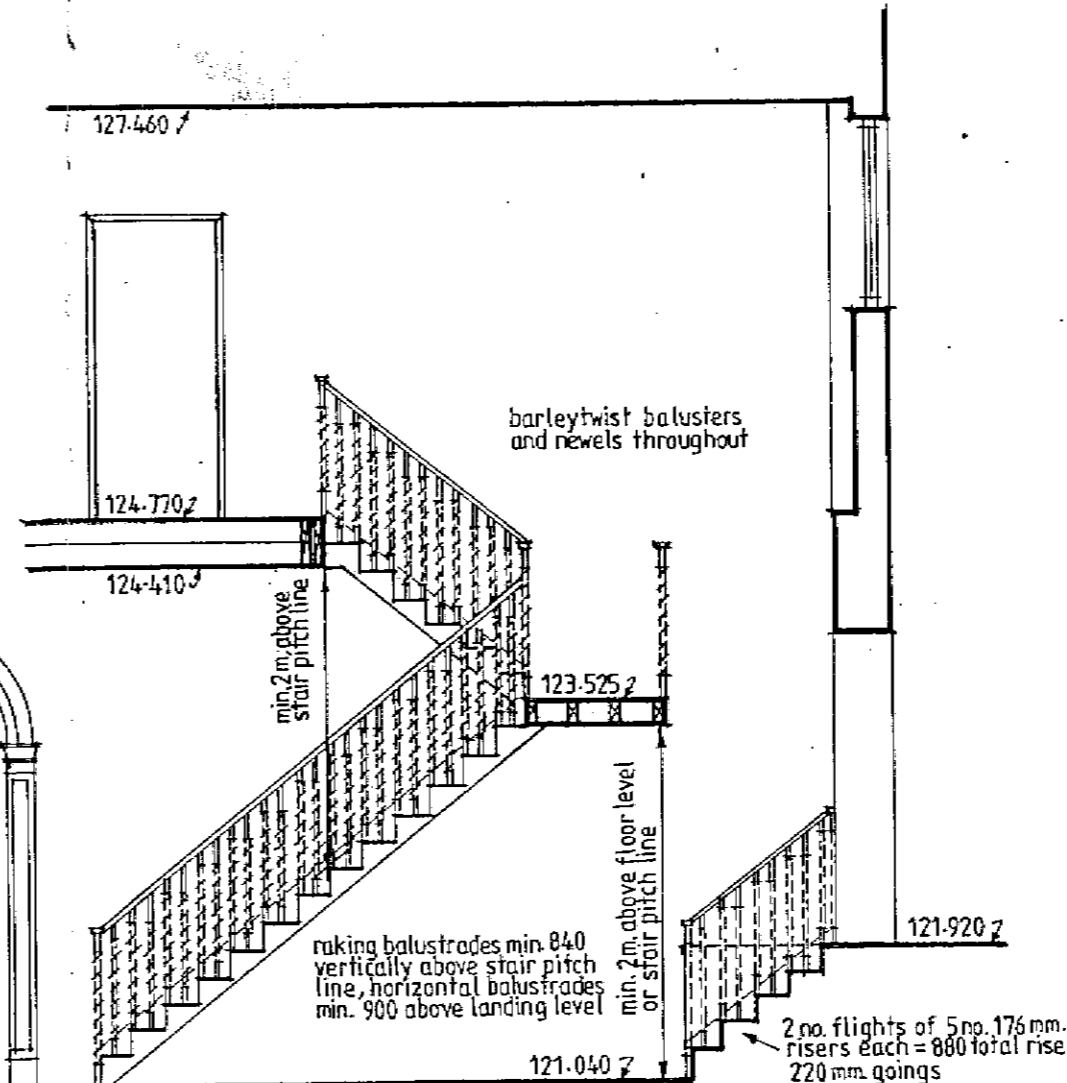 127.460
barleytwist balusters
and newels throughout
124.770
124.410
min. 2m. above
stair pitch line
123.525
min. 2m. above floor level
or stair pitch line
raking balustrades min. 840
vertically above stair pitch
line, horizontal balustrades
min. 900 above landing level
121.920
121.040
2 no. flights of 5 no. 176 mm.
risers each = 880 total rise
220 mm. goings